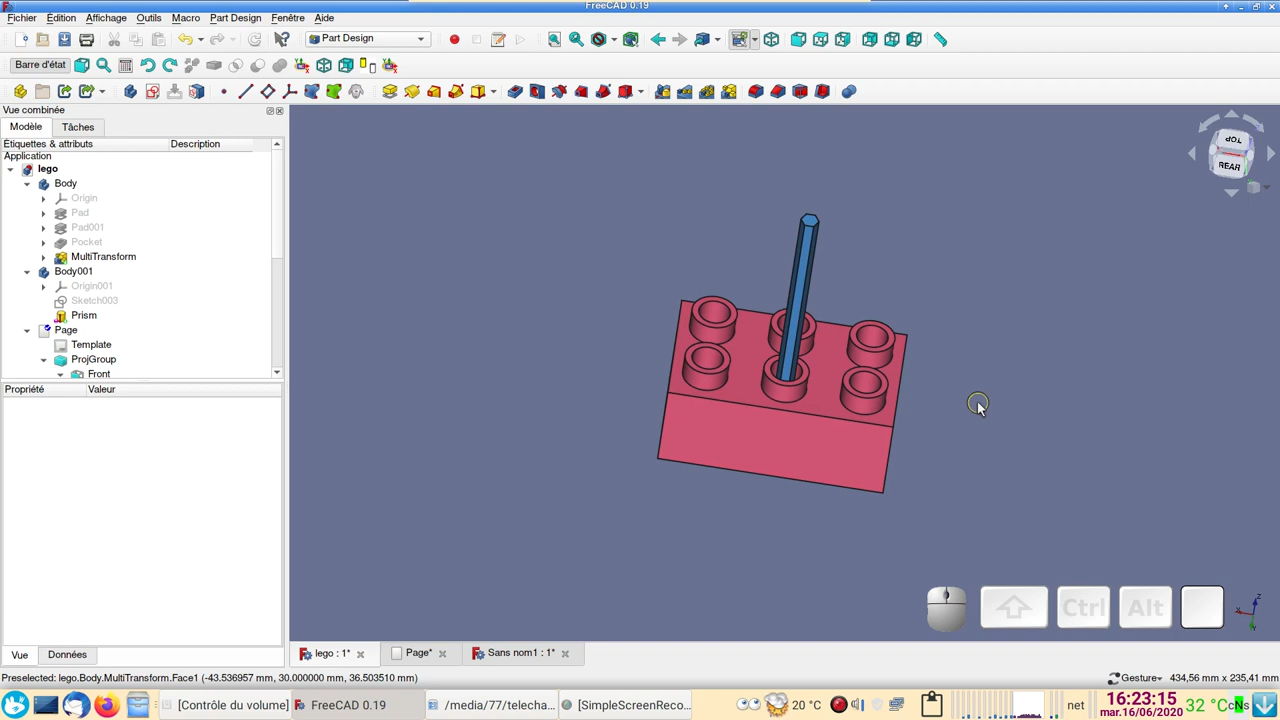 FreeCAD 0.19
Fichier Édition Affichage Outils Macro Part Design Fenêtre Aide
Part Design
Barre d'état
Vue combinée
Modèle Tâches
Étiquettes & attributs Description
Application
lego
Body
Origin
Pad
Pad001
Pocket
MultiTransform
Body001
Origin001
Sketch003
Prism
Page
Template
ProjGroup
Front
Propriété Valeur
TOP
REAR
Ctrl Alt
Vue Données
lego : 1* Page* Sans nom1 : 1*
Preselected: lego.Body.MultiTransform.Face1 (-43.536957 mm, 30.000000 mm, 36.503510 mm) Gesture 434,56 mm x 235,41 mm
[Contrôle du volume] FreeCAD 0.19 /media/77/telecha... [SimpleScreenReco... 20 °C net 16:23:15 mar.16/06/2020 32 °C